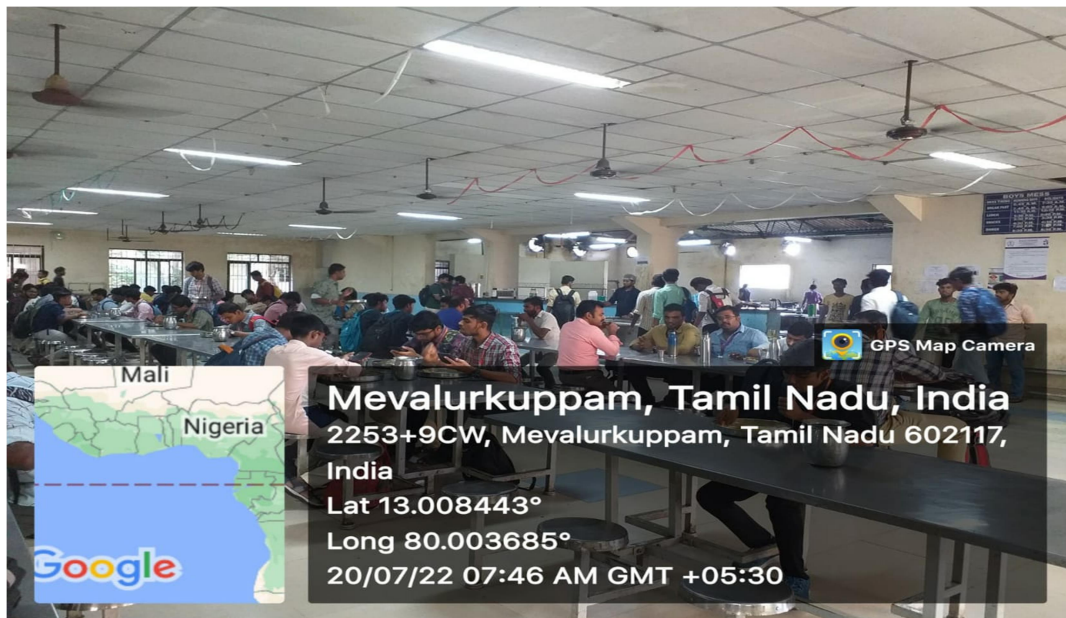 BOYS MESS
GPS Map Camera
Mali
Nigeria
Google
Mevalurkuppam, Tamil Nadu, India
2253+9CW, Mevalurkuppam, Tamil Nadu 602117,
India
Lat 13.008443°
Long 80.003685°
20/07/22 07:46 AM GMT +05:30